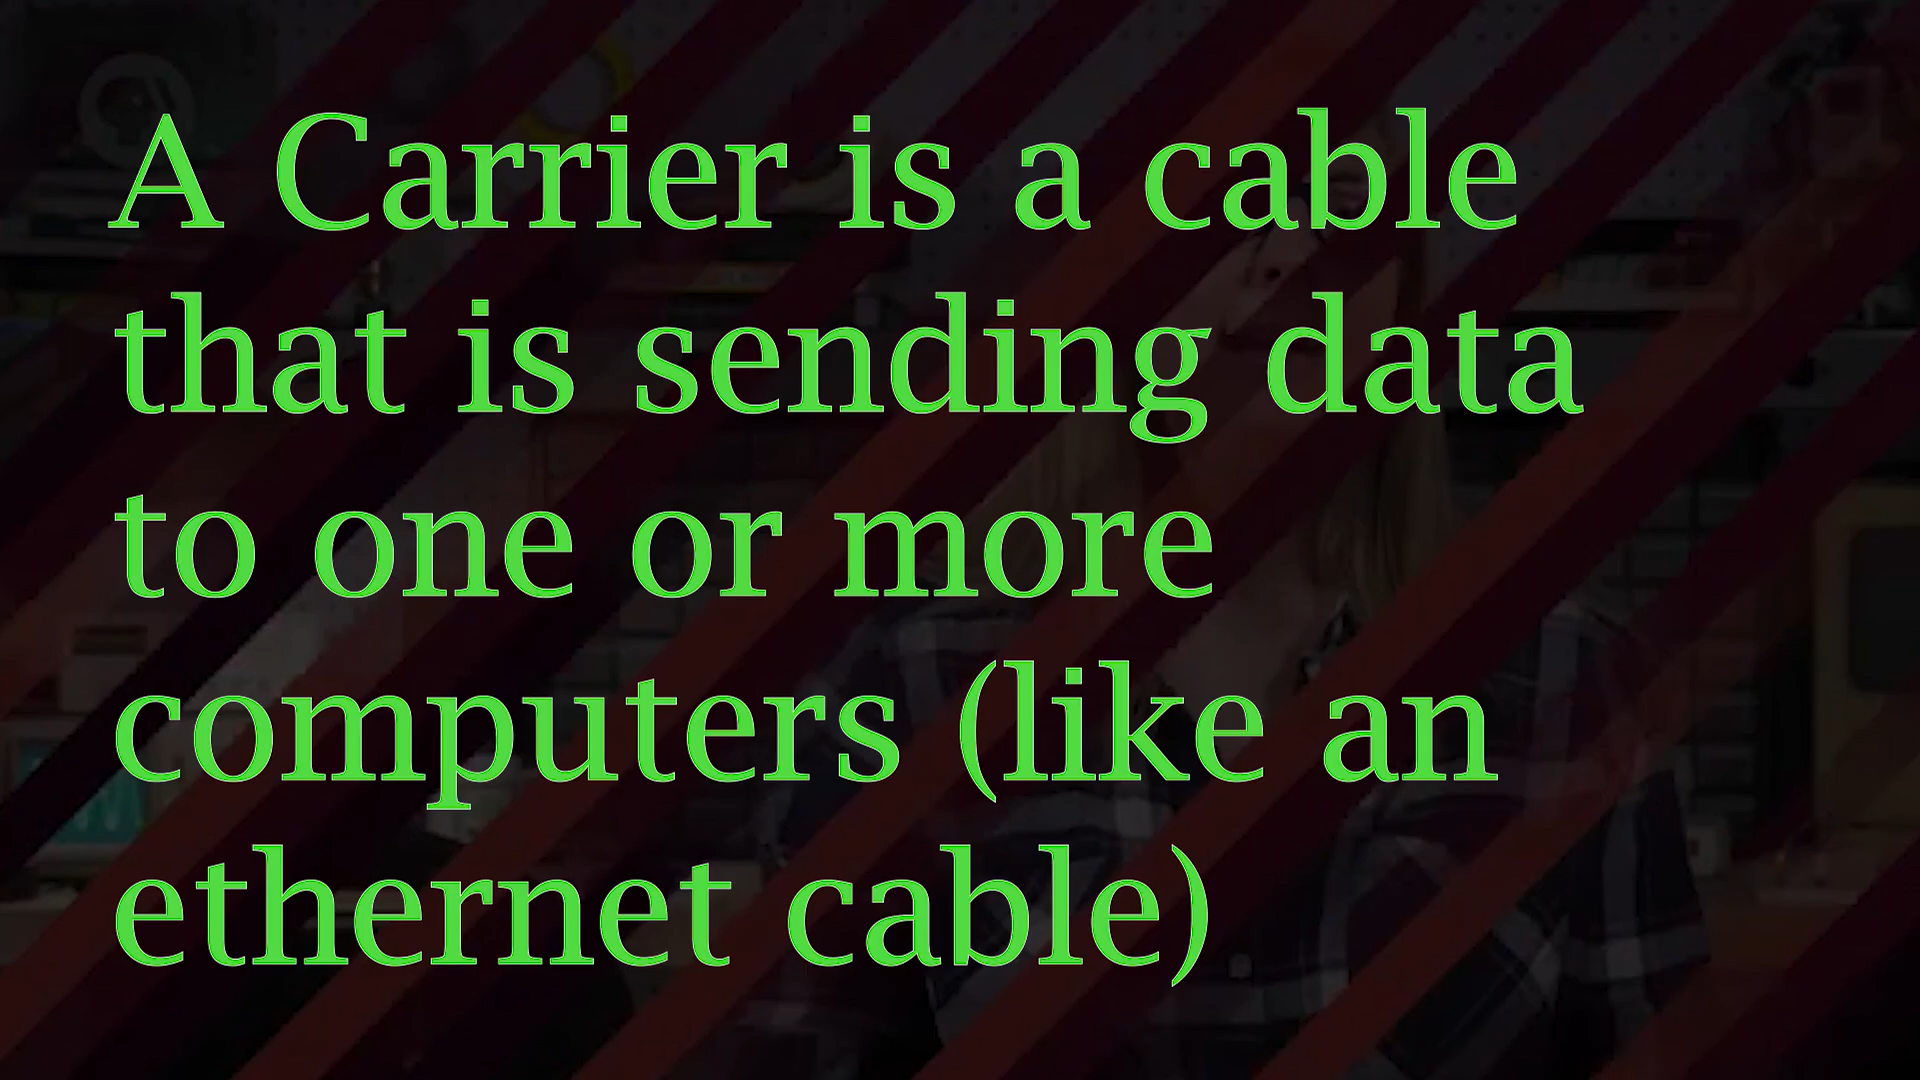 A Carrier is a cable
that is sending data
to one or more
computers (like an
ethernet cable)